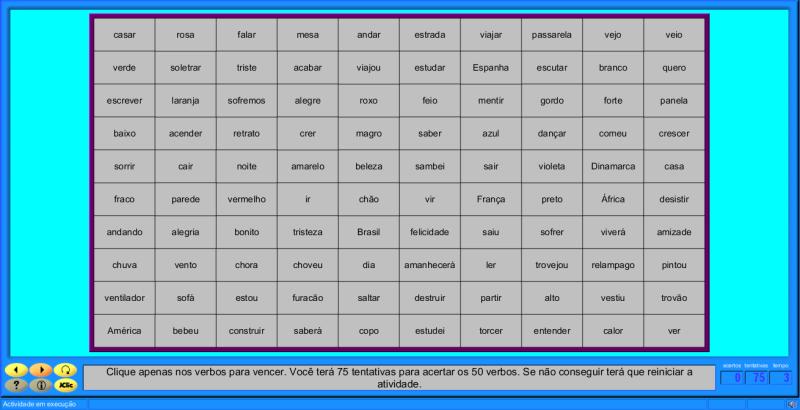 casar rosa falar mesa andar estrada viajar passarela vejo veio
verde soletrar triste acabar viajou estudar Espanha escutar branco quero
escrever laranja sofremos alegre roxo feio mentir gordo forte panela
baixo acender retrato crer magro saber azul dançar comeu crescer
sorrir cair noite amarelo beleza sambei sair violeta Dinamarca casa
fraco parede vermelho ir chão vir França preto África desistir
andando alegria bonito tristeza Brasil felicidade saiu sofrer viverá amizade
chuva vento chora choveu dia amanhecerá ler trovejou relampago pintou
ventilador sofá estou furacão saltar destruir partir alto vestiu trovão
América bebeu construir saberá copo estudei torcer entender calor ver
Clique apenas nos verbos para vencer. Você terá 75 tentativas para acertar os 50 verbos. Se não conseguir terá que reiniciar a
atividade.
acertos tentativas tempo
0 75 3
? i JClic
Actividade em execução